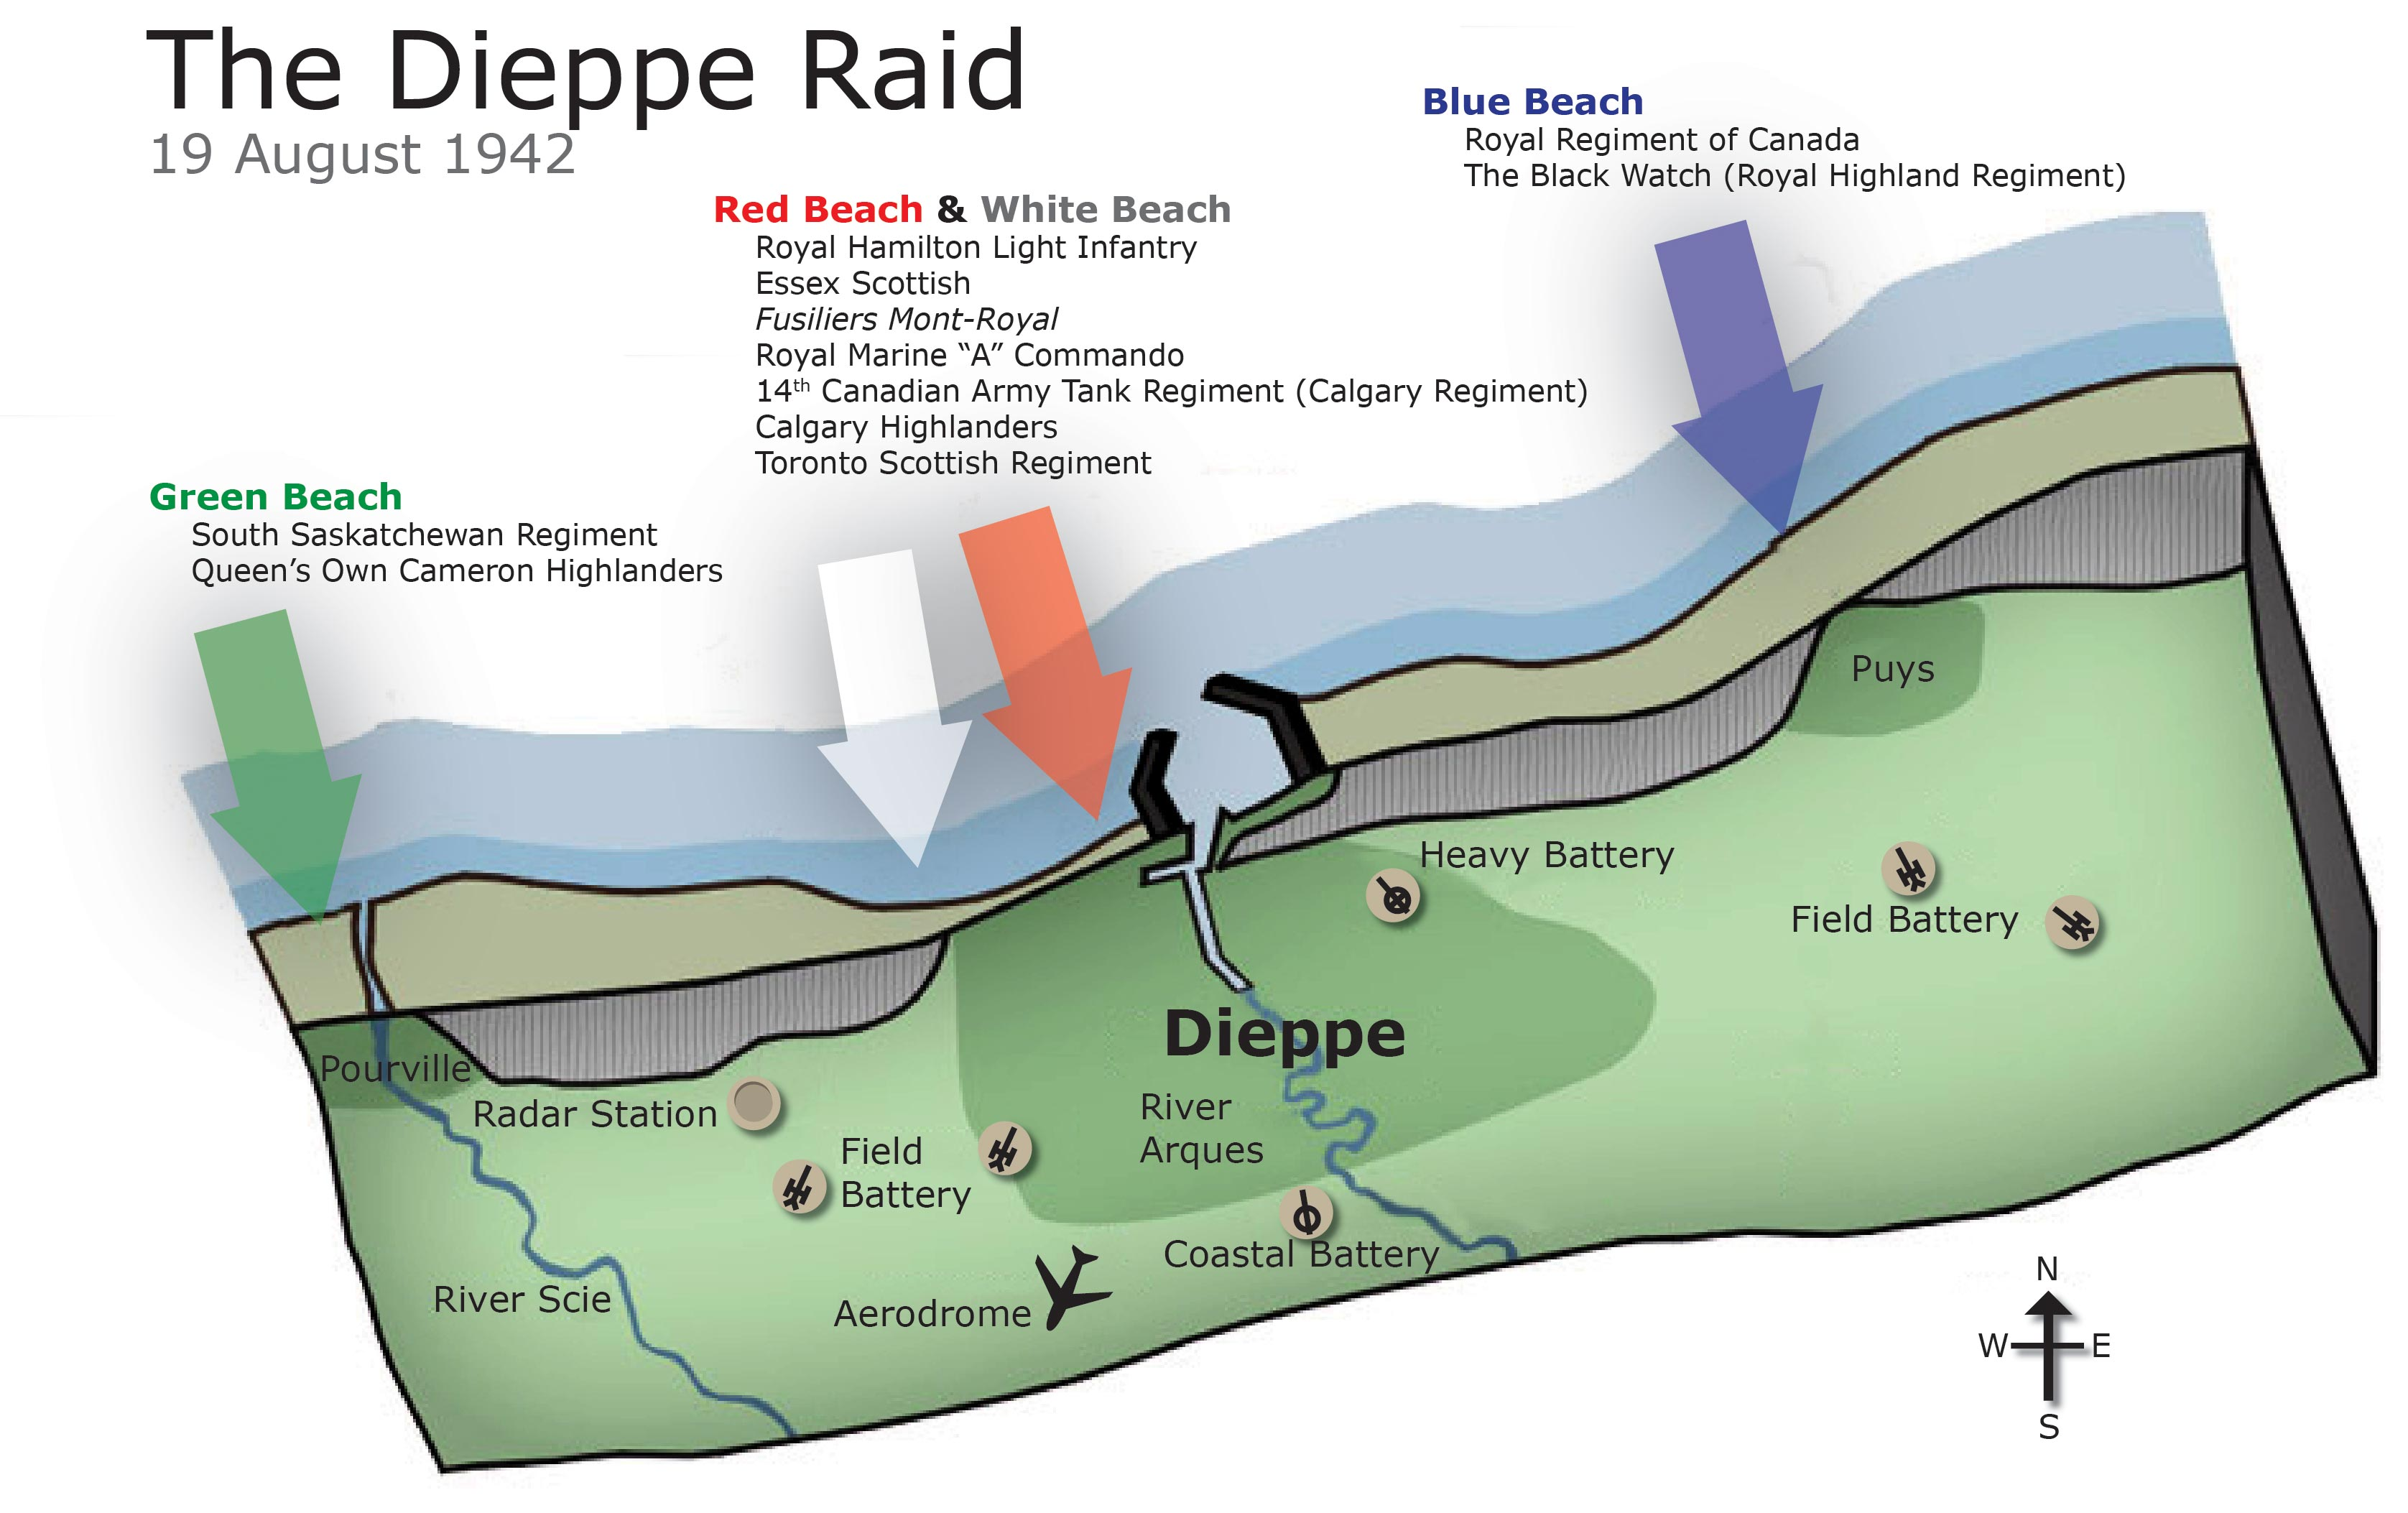 The Dieppe Raid
19 August 1942
Blue Beach
Royal Regiment of Canada
The Black Watch (Royal Highland Regiment)
Red Beach & White Beach
Royal Hamilton Light Infantry
Essex Scottish
Fusiliers Mont-Royal
Royal Marine “A” Commando
14th Canadian Army Tank Regiment (Calgary Regiment)
Calgary Highlanders
Toronto Scottish Regiment
Green Beach
South Saskatchewan Regiment
Queen’s Own Cameron Highlanders
Puys
Heavy Battery
Field Battery
Dieppe
Pourville
Radar Station
River
Arques
Field
Battery
Coastal Battery
River Scie
Aerodrome
N
W E
S